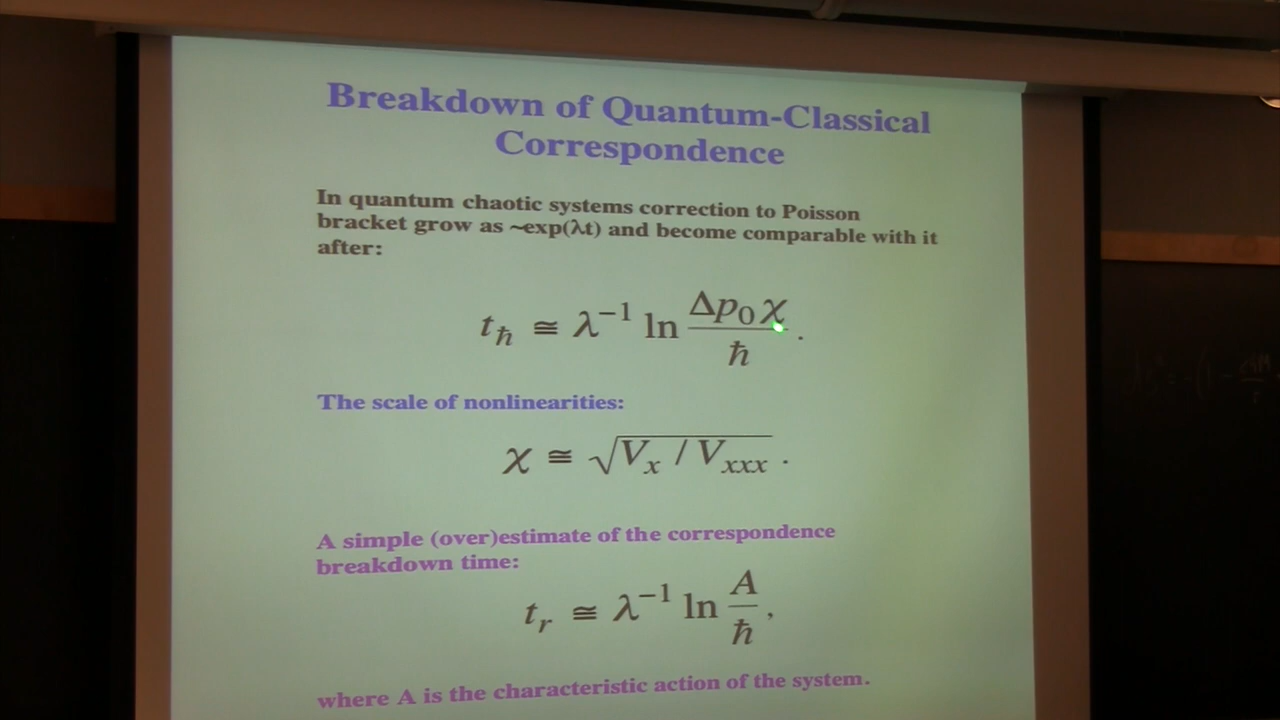 Breakdown of Quantum-Classical
Correspondence
In quantum chaotic systems correction to Poisson
bracket grow as ~exp(λt) and become comparable with it
after:
t_ℏ ≅ λ⁻¹ ln Δp₀χ / ℏ .
The scale of nonlinearities:
χ ≅ √(V_x / V_xxx) .
A simple (over)estimate of the correspondence
breakdown time:
t_r ≅ λ⁻¹ ln A / ℏ ,
where A is the characteristic action of the system.